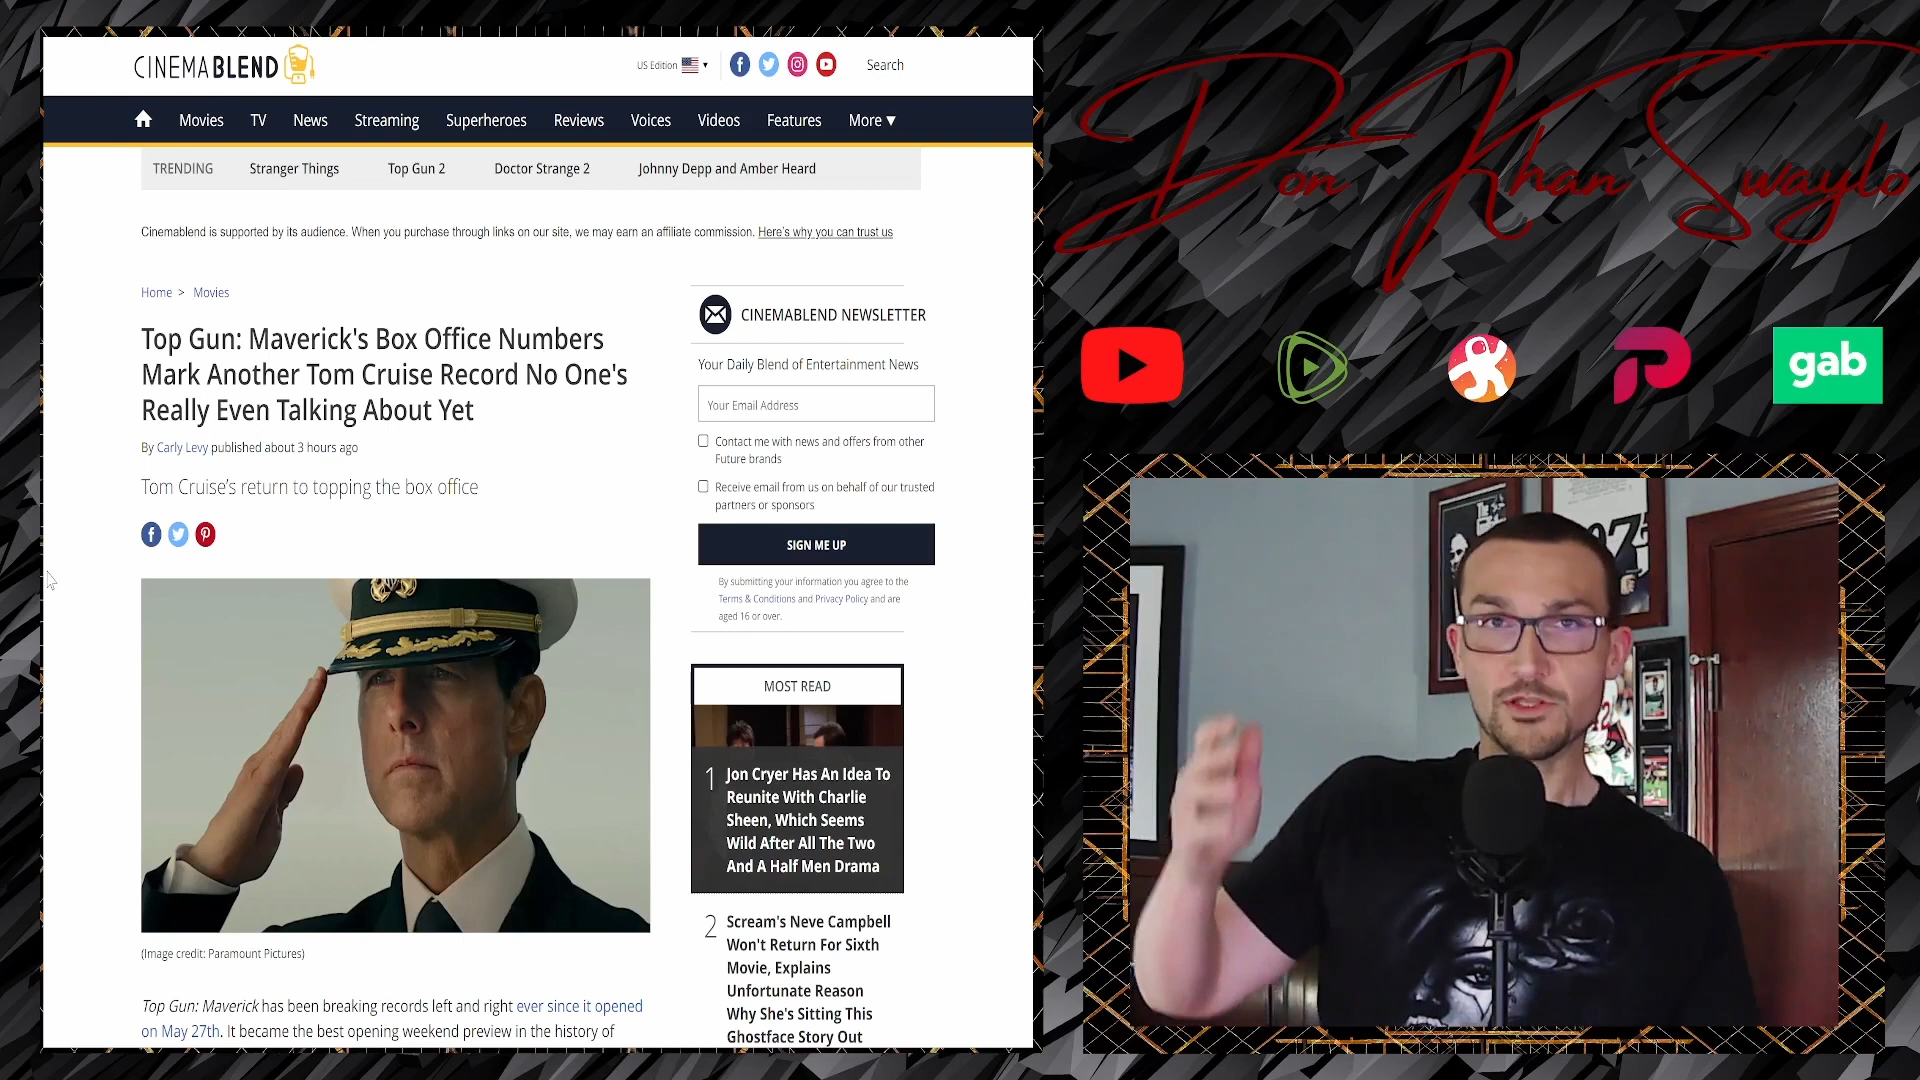 CINEMABLEND
US Edition
Search
Movies TV News Streaming Superheroes Reviews Voices Videos Features More ▼
TRENDING Stranger Things Top Gun 2 Doctor Strange 2 Johnny Depp and Amber Heard
Cinemablend is supported by its audience. When you purchase through links on our site, we may earn an affiliate commission. Here's why you can trust us
Home > Movies
Top Gun: Maverick's Box Office Numbers
Mark Another Tom Cruise Record No One's
Really Even Talking About Yet
By Carly Levy published about 3 hours ago
Tom Cruise's return to topping the box office
(Image credit: Paramount Pictures)
Top Gun: Maverick has been breaking records left and right ever since it opened
on May 27th. It became the best opening weekend preview in the history of
CINEMABLEND NEWSLETTER
Your Daily Blend of Entertainment News
Your Email Address
Contact me with news and offers from other
Future brands
Receive email from us on behalf of our trusted
partners or sponsors
SIGN ME UP
By submitting your information you agree to the
Terms & Conditions and Privacy Policy and are
aged 16 or over.
MOST READ
1 Jon Cryer Has An Idea To
Reunite With Charlie
Sheen, Which Seems
Wild After All The Two
And A Half Men Drama
2 Scream's Neve Campbell
Won't Return For Sixth
Movie, Explains
Unfortunate Reason
Why She's Sitting This
Ghostface Story Out
Don Khan Swaylo
gab